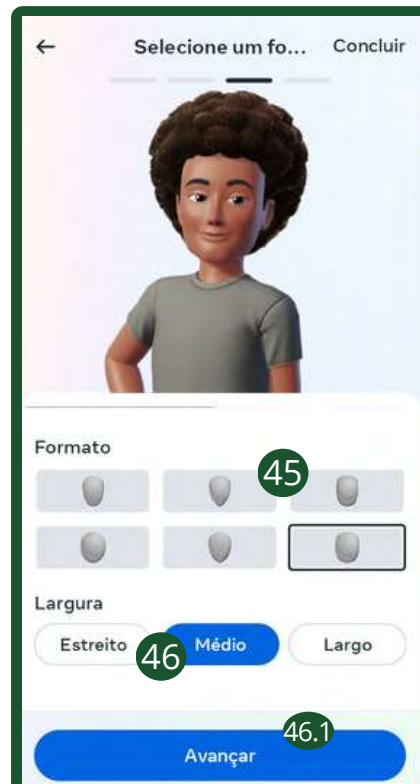 ← Selecione um fo... Concluir
Formato
45
Largura
Estreito 46 Médio Largo
46.1
Avançar